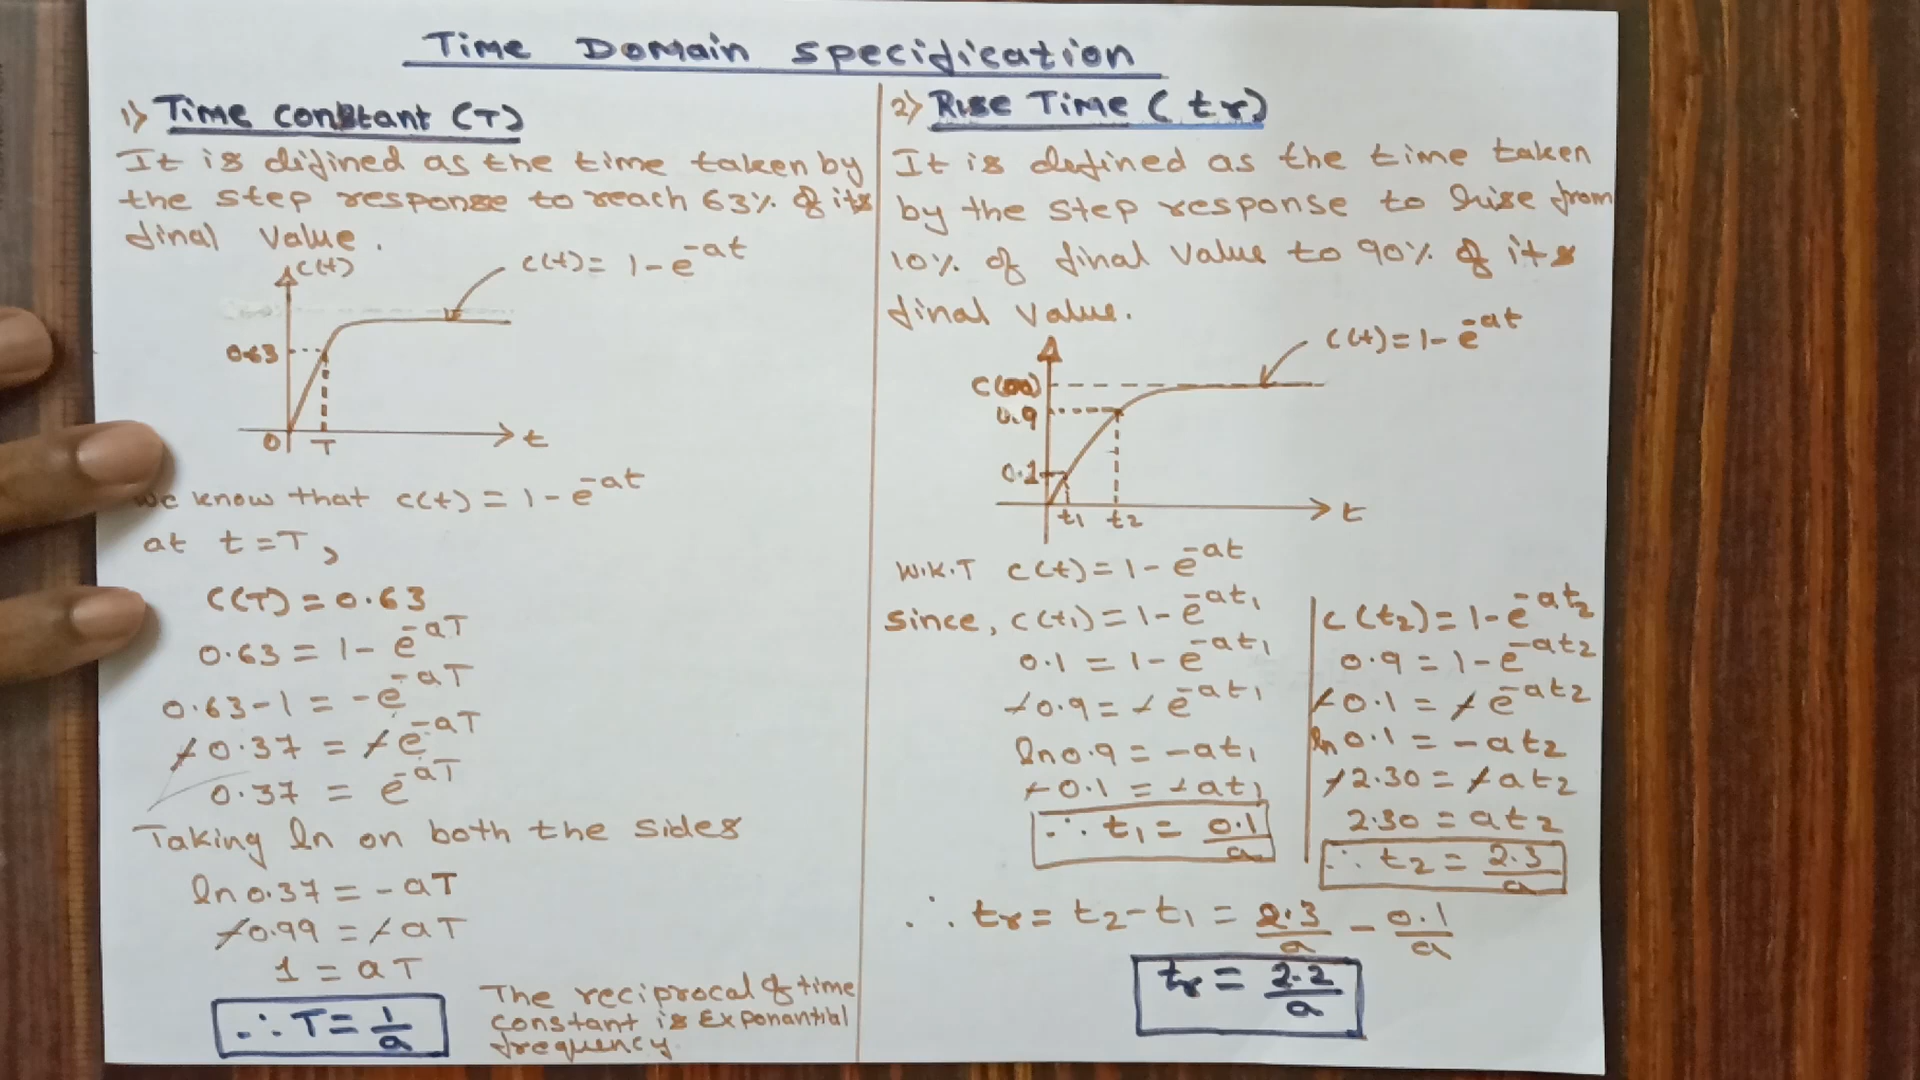 Time Domain specification
1) Time constant (T)
It is difined as the time taken by
the step response to reach 63% of its
final value.
c(t)
c(t) = 1 - e^-at
0.63
0
T
t
We know that c(t) = 1 - e^-at
at t = T,
c(T) = 0.63
0.63 = 1 - e^-aT
0.63 - 1 = - e^-aT
-0.37 = - e^-aT
0.37 = e^-aT
Taking ln on both the sides
ln 0.37 = -aT
-0.99 = -aT
1 = aT
∴ T = 1/a
The reciprocal of time
constant is Exponantial
frequency
2) Rise Time (tr)
It is defined as the time taken
by the step response to rise from
10% of final value to 90% of its
final value.
c(t) = 1 - e^-at
c(∞)
0.9
0.1
t1 t2
t
W.K.T c(t) = 1 - e^-at
since, c(t1) = 1 - e^-at1
0.1 = 1 - e^-at1
-0.9 = - e^-at1
ln 0.9 = -at1
-0.1 = -at1
∴ t1 = 0.1/a
c(t2) = 1 - e^-at2
0.9 = 1 - e^-at2
-0.1 = - e^-at2
ln 0.1 = -at2
-2.30 = -at2
2.30 = at2
∴ t2 = 2.3/a
∴ tr = t2 - t1 = 2.3/a - 0.1/a
tr = 2.2/a